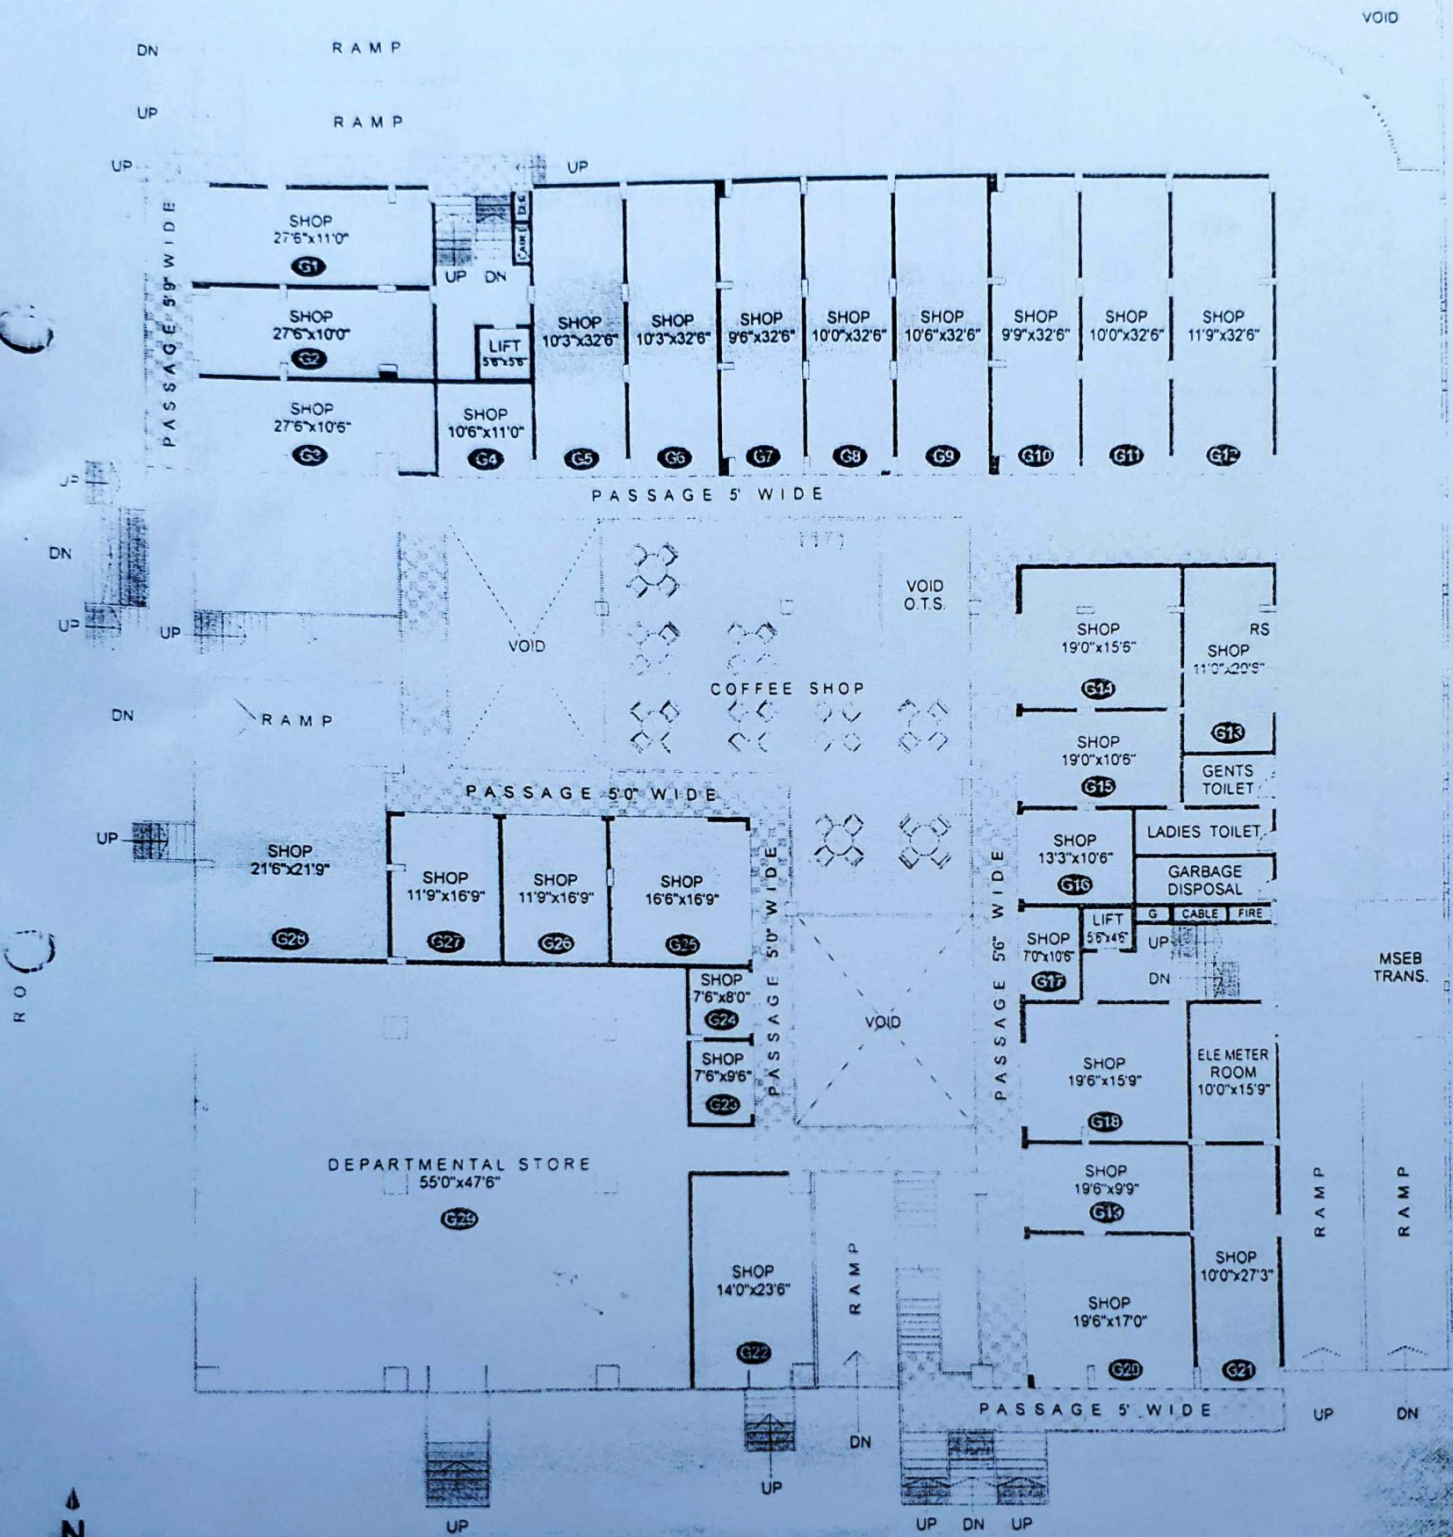 VOID
DN
RAMP
UP
RAMP
UP
UP
PASSAGE 5'9" WIDE
SHOP
27'6"x11'0"
G1
UP DN
SHOP
27'6"x10'0"
G2
LIFT
5'6"x5'6"
SHOP
27'6"x10'6"
G3
SHOP
10'6"x11'0"
G4
SHOP
10'3"x32'6"
G5
SHOP
10'3"x32'6"
G6
SHOP
9'6"x32'6"
G7
SHOP
10'0"x32'6"
G8
SHOP
10'6"x32'6"
G9
SHOP
9'9"x32'6"
G10
SHOP
10'0"x32'6"
G11
SHOP
11'9"x32'6"
G12
PASSAGE 5' WIDE
UP
DN
UP
UP
VOID
VOID
O.T.S.
COFFEE SHOP
DN
RAMP
SHOP
19'0"x15'6"
G14
RS
SHOP
G13
SHOP
19'0"x10'6"
G15
GENTS
TOILET
PASSAGE 5'0" WIDE
UP
SHOP
21'6"x21'9"
G28
SHOP
11'9"x16'9"
G27
SHOP
11'9"x16'9"
G26
SHOP
16'6"x16'9"
G25
PASSAGE 5'0" WIDE
PASSAGE 5'6" WIDE
SHOP
13'3"x10'6"
G16
LADIES TOILET
GARBAGE
DISPOSAL
G CABLE FIRE
LIFT
5'6"x4'6"
UP
DN
SHOP
7'0"x10'6"
G17
MSEB
TRANS.
RO
SHOP
7'6"x8'0"
G24
SHOP
7'6"x9'6"
G23
VOID
SHOP
19'6"x15'9"
G18
ELE METER
ROOM
10'0"x15'9"
DEPARTMENTAL STORE
55'0"x47'6"
G29
SHOP
19'6"x9'9"
G19
RAMP
RAMP
SHOP
14'0"x23'6"
G22
RAMP
SHOP
10'0"x27'3"
G21
SHOP
19'6"x17'0"
G20
PASSAGE 5' WIDE
UP
DN
DN
UP
N
UP
UP DN UP